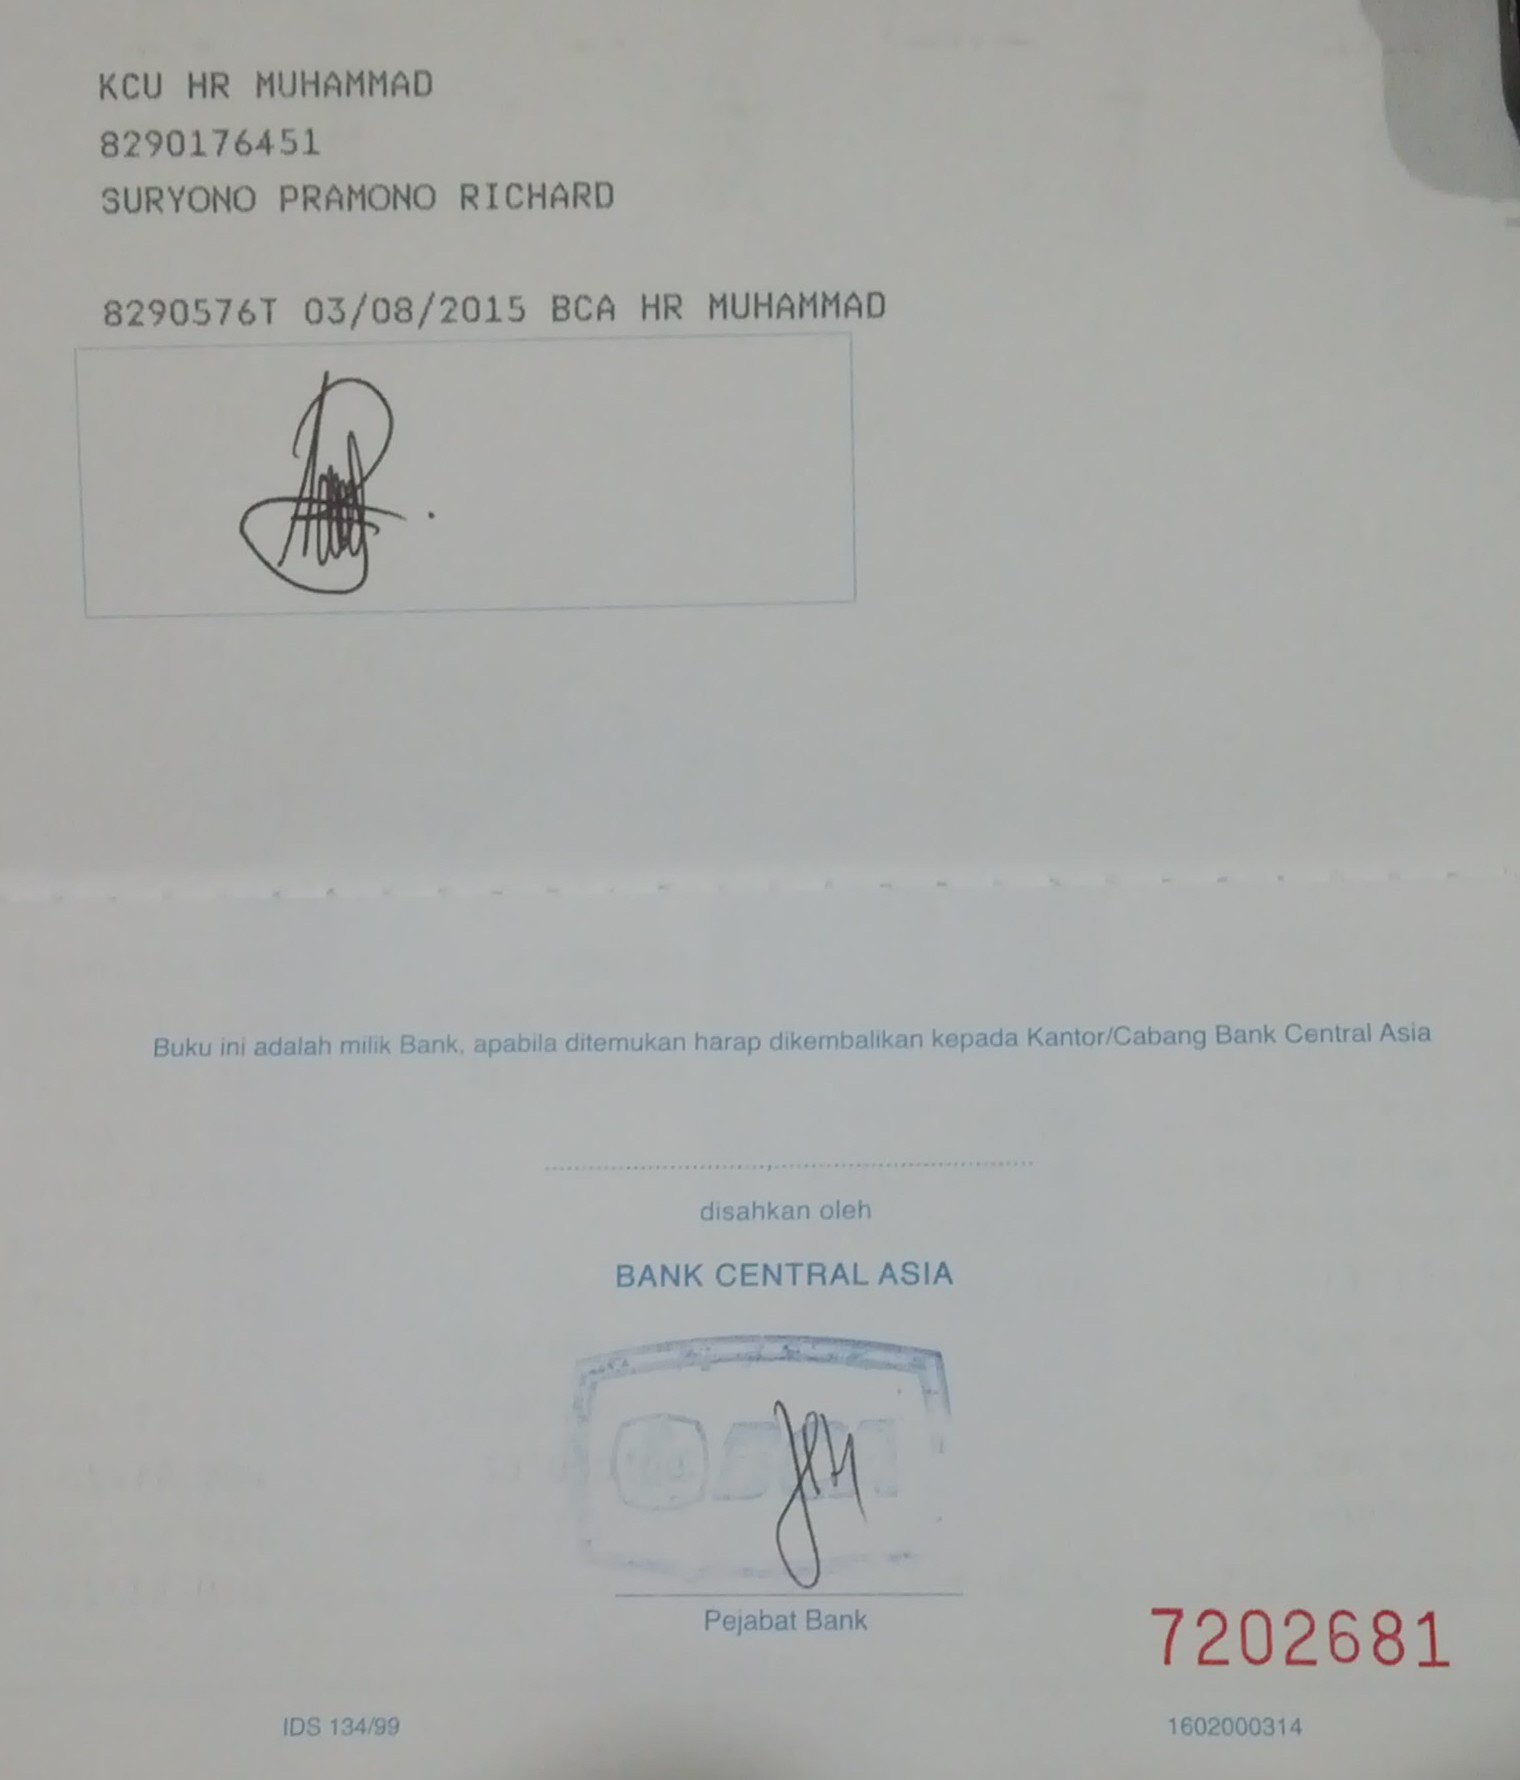 KCU HR MUHAMMAD
8290176451
SURYONO PRAMONO RICHARD
8290576T 03/08/2015 BCA HR MUHAMMAD
Buku ini adalah milik Bank, apabila ditemukan harap dikembalikan kepada Kantor/Cabang Bank Central Asia
disahkan oleh
BANK CENTRAL ASIA
Pejabat Bank
7202681
IDS 134/99
1602000314